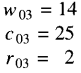 w₀₃ = 14
c₀₃ = 25
r₀₃ = 2